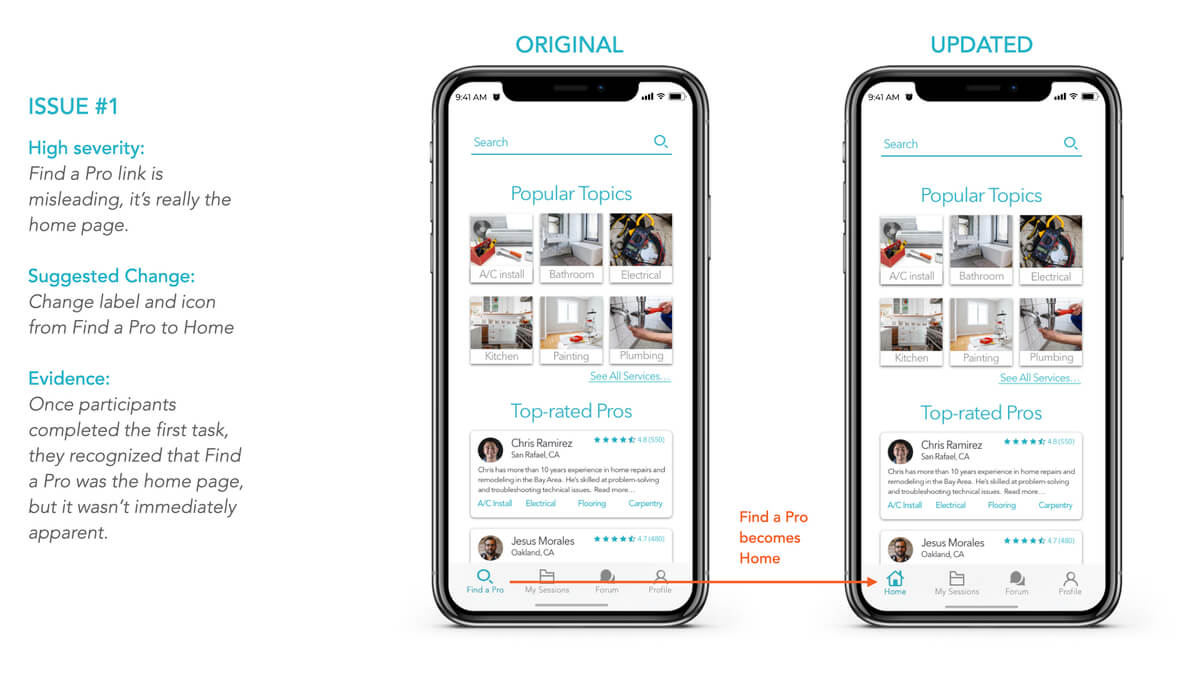 ORIGINAL
UPDATED
ISSUE #1
High severity:
Find a Pro link is
misleading, it’s really the
home page.
Suggested Change:
Change label and icon
from Find a Pro to Home
Evidence:
Once participants
completed the first task,
they recognized that Find
a Pro was the home page,
but it wasn’t immediately
apparent.
9:41 AM
Search
Popular Topics
A/C install
Bathroom
Electrical
Kitchen
Painting
Plumbing
See All Services…
Top-rated Pros
Chris Ramirez
4.8 (550)
San Rafael, CA
Chris has more than 10 years experience in home repairs and
remodeling in the Bay Area. He’s skilled at problem-solving
and troubleshooting technical issues. Read more…
A/C Install Electrical Flooring Carpentry
Jesus Morales
4.7 (480)
Oakland, CA
Find a Pro
My Sessions
Forum
Profile
Find a Pro
becomes
Home
9:41 AM
Search
Popular Topics
A/C install
Bathroom
Electrical
Kitchen
Painting
Plumbing
See All Services…
Top-rated Pros
Chris Ramirez
4.8 (550)
San Rafael, CA
Chris has more than 10 years experience in home repairs and
remodeling in the Bay Area. He’s skilled at problem-solving
and troubleshooting technical issues. Read more…
A/C Install Electrical Flooring Carpentry
Jesus Morales
4.7 (480)
Oakland, CA
Home
My Sessions
Forum
Profile